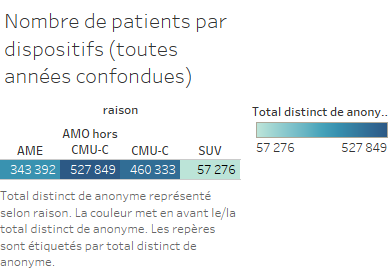 Nombre de patients par
dispositifs (toutes
années confondues)
raison
AME
AMO hors
CMU-C
CMU-C
SUV
343 392
527 849
460 333
57 276
Total distinct de anonyme représenté
selon raison. La couleur met en avant le/la
total distinct de anonyme. Les repères
sont étiquetés par total distinct de
anonyme.
Total distinct de anony..
57 276
527 849